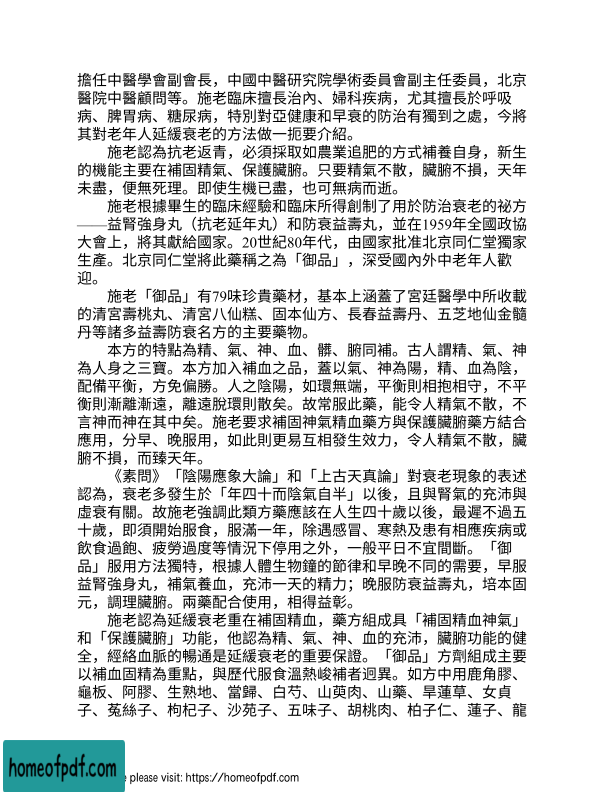 擔任中醫學會副會長，中國中醫研究院學術委員會副主任委員，北京
醫院中醫顧問等。施老臨床擅長治內、婦科疾病，尤其擅長於呼吸
病、脾胃病、糖尿病，特別對亞健康和早衰的防治有獨到之處，今將
其對老年人延緩衰老的方法做一扼要介紹。
施老認為抗老返青，必須採取如農業追肥的方式補養自身，新生
的機能主要在補固精氣、保護臟腑。只要精氣不散，臟腑不損，天年
未盡，便無死理。即使生機已盡，也可無病而逝。
施老根據畢生的臨床經驗和臨床所得創制了用於防治衰老的祕方
——益腎強身丸（抗老延年丸）和防衰益壽丸，並在1959年全國政協
大會上，將其獻給國家。20世紀80年代，由國家批准北京同仁堂獨家
生產。北京同仁堂將此藥稱之為「御品」，深受國內外中老年人歡
迎。
施老「御品」有79味珍貴藥材，基本上涵蓋了宮廷醫學中所收載
的清宮壽桃丸、清宮八仙糕、固本仙方、長春益壽丹、五芝地仙金髓
丹等諸多益壽防衰名方的主要藥物。
本方的特點為精、氣、神、血、髒、腑同補。古人謂精、氣、神
為人身之三寶。本方加入補血之品，蓋以氣、神為陽，精、血為陰，
配備平衡，方免偏勝。人之陰陽，如環無端，平衡則相抱相守，不平
衡則漸離漸遠，離遠脫環則散矣。故常服此藥，能令人精氣不散，不
言神而神在其中矣。施老要求補固神氣精血藥方與保護臟腑藥方結合
應用，分早、晚服用，如此則更易互相發生效力，令人精氣不散，臟
腑不損，而臻天年。
《素問》「陰陽應象大論」和「上古天真論」對衰老現象的表述
認為，衰老多發生於「年四十而陰氣自半」以後，且與腎氣的充沛與
虛衰有關。故施老強調此類方藥應該在人生四十歲以後，最遲不過五
十歲，即須開始服食，服滿一年，除遇感冒、寒熱及患有相應疾病或
飲食過飽、疲勞過度等情況下停用之外，一般平日不宜間斷。「御
品」服用方法獨特，根據人體生物鐘的節律和早晚不同的需要，早服
益腎強身丸，補氣養血，充沛一天的精力；晚服防衰益壽丸，培本固
元，調理臟腑。兩藥配合使用，相得益彰。
施老認為延緩衰老重在補固精血，藥方組成具「補固精血神氣」
和「保護臟腑」功能，他認為精、氣、神、血的充沛，臟腑功能的健
全，經絡血脈的暢通是延緩衰老的重要保證。「御品」方劑組成主要
以補血固精為重點，與歷代服食溫熱峻補者迥異。如方中用鹿角膠、
龜板、阿膠、生熟地、當歸、白芍、山萸肉、山藥、旱蓮草、女貞
子、菟絲子、枸杞子、沙苑子、五味子、胡桃肉、柏子仁、蓮子、龍
homeofpdf.com
please visit: https://homeofpdf.com